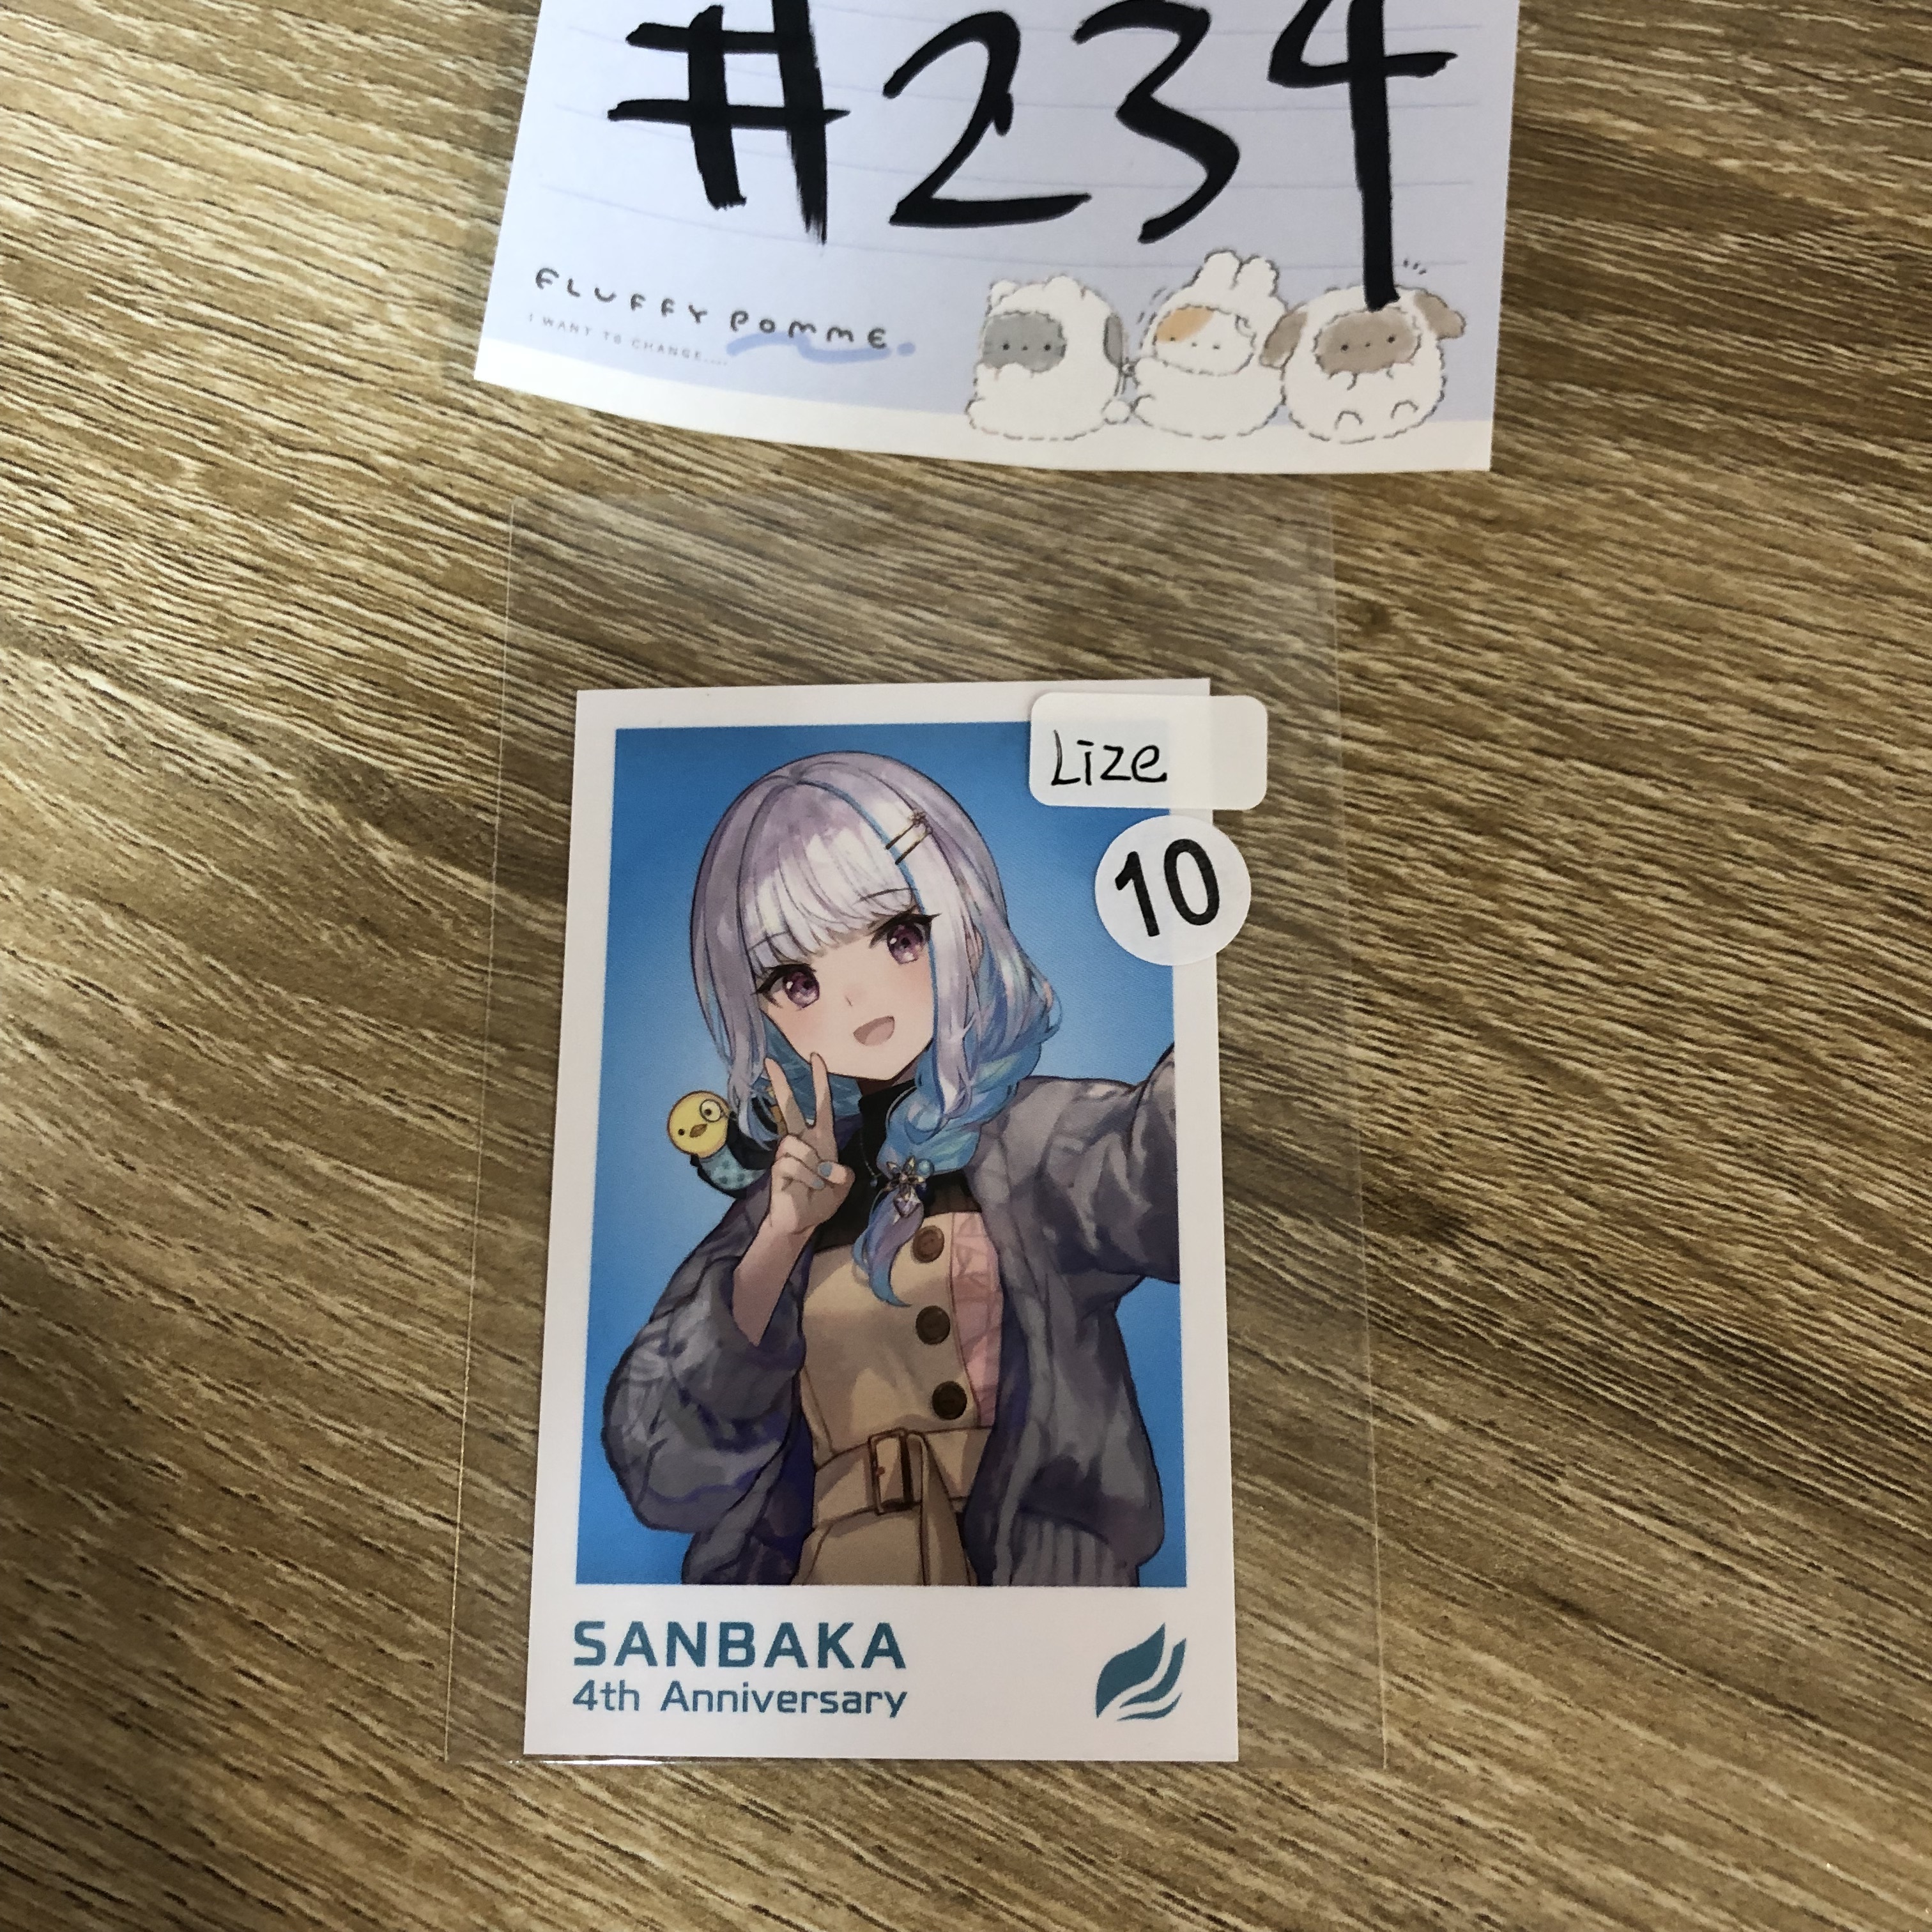 #234
FLUFFY POMME.
I WANT TO CHANGE....
Lize
10
SANBAKA
4th Anniversary